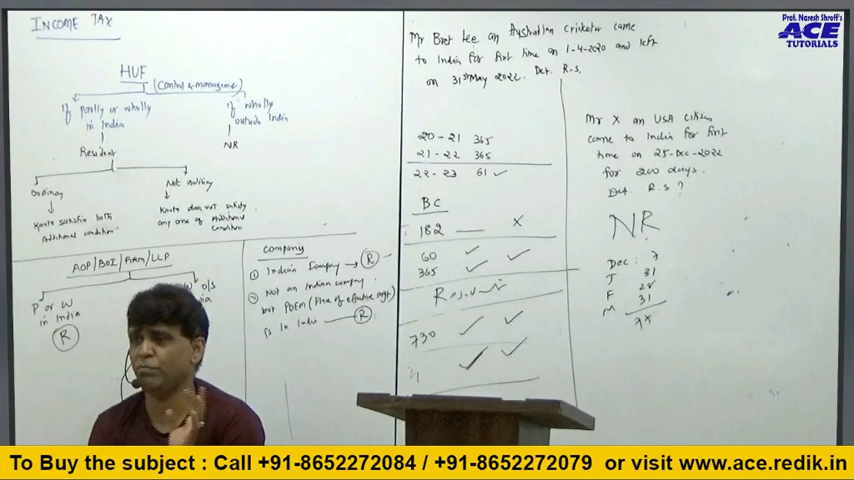 INCOME TAX
HUF
(Control & manageme)
If partly or wholly
in India
Resident
If wholly
outside India
NR
Ordinary
Karta satisfies both
Additional condition
Not ordinary
Karta does not satisfy
any one of Additional
Condition
AOP/BOI/Firm/LLP
P or W
in India
R
W o/s
Company
① Indian Company → R
② Not an Indian company
but POEM (Place of effective mgt)
is In India → R
Mr Bret Lee an Australian cricketer came
to India for first time on 1-4-2020 and left
on 31st May 2022. Det. R.S.
20-21 365
21-22 365
22-23 61 ✓
BC
182 — X
60 ✓
365 ✓ ✓
730 ✓ ✓
✓ ✓
Mr X an USA Citizen
came to India for first
time on 25-Dec-2022
for 200 days.
Det. R.S ?
NR
Dec: 7
J 31
F 28
M 31
Prof. Naresh Shroff's
ACE
TUTORIALS
To Buy the subject : Call +91-8652272084 / +91-8652272079 or visit www.ace.redik.in